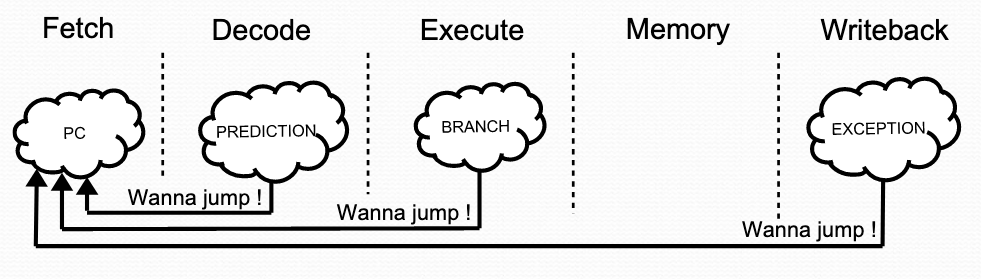 Fetch
Decode
Execute
Memory
Writeback
PC
PREDICTION
BRANCH
EXCEPTION
Wanna jump !
Wanna jump !
Wanna jump !